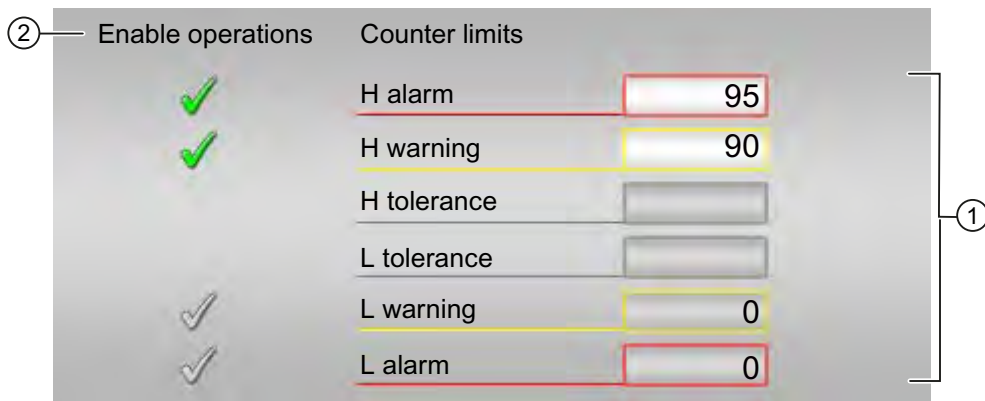 ② Enable operations Counter limits
H alarm 95
H warning 90
H tolerance
①
L tolerance
L warning 0
L alarm 0